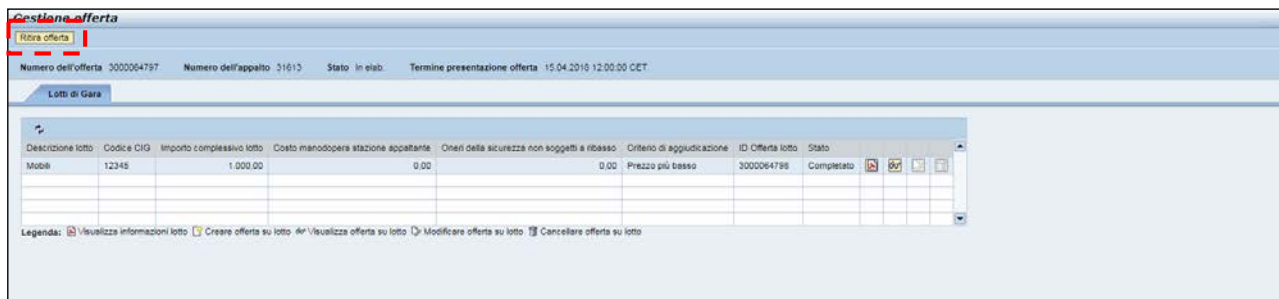 Gestione offerta
Ritira offerta
Numero dell'offerta 3000064797 Numero dell'appalto 31613 Stato In elab. Termine presentazione offerta 15.04.2018 12:00:00 CET
Lotti di Gara
Descrizione lotto Codice CIG Importo complessivo lotto Costo manodopera stazione appaltante Oneri della sicurezza non soggetti a ribasso Criterio di aggiudicazione ID Offerta lotto Stato
Mobili 12345 1.000,00 0,00 0,00 Prezzo più basso 3000064798 Completato
Legenda: Visualizza informazioni lotto Creare offerta su lotto Visualizza offerta su lotto Modificare offerta su lotto Cancellare offerta su lotto